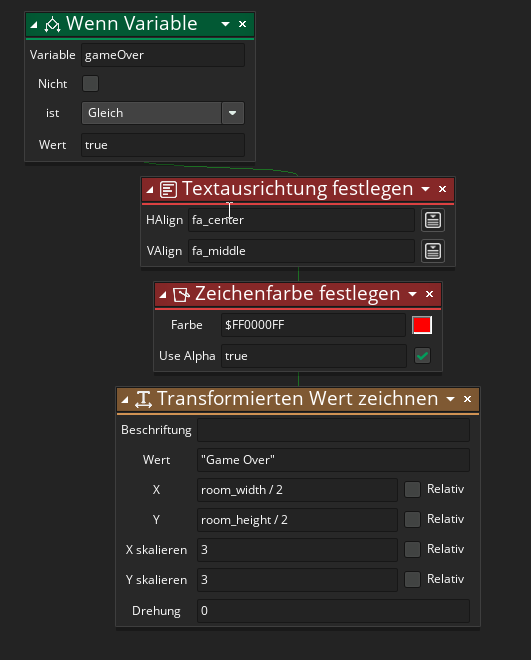 Wenn Variable
Variable gameOver
Nicht
ist Gleich
Wert true
Textausrichtung festlegen
HAlign fa_center
VAlign fa_middle
Zeichenfarbe festlegen
Farbe $FF0000FF
Use Alpha true
Transformierten Wert zeichnen
Beschriftung
Wert "Game Over"
X room_width / 2 Relativ
Y room_height / 2 Relativ
X skalieren 3 Relativ
Y skalieren 3 Relativ
Drehung 0